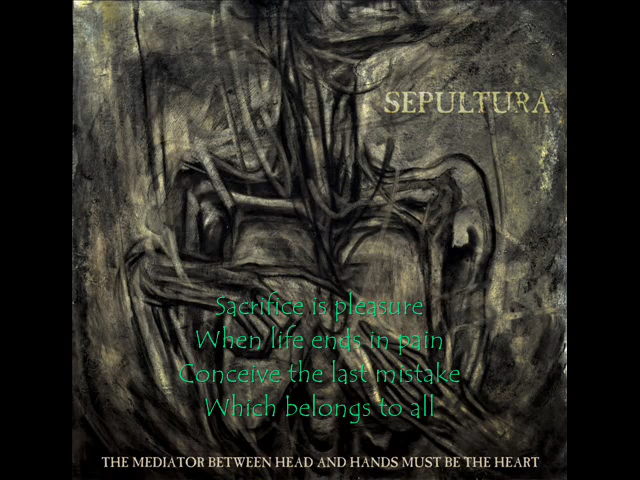 SEPULTURA
Sacrifice is pleasure
When life ends in pain
Conceive the last mistake
Which belongs to all
THE MEDIATOR BETWEEN HEAD AND HANDS MUST BE THE HEART